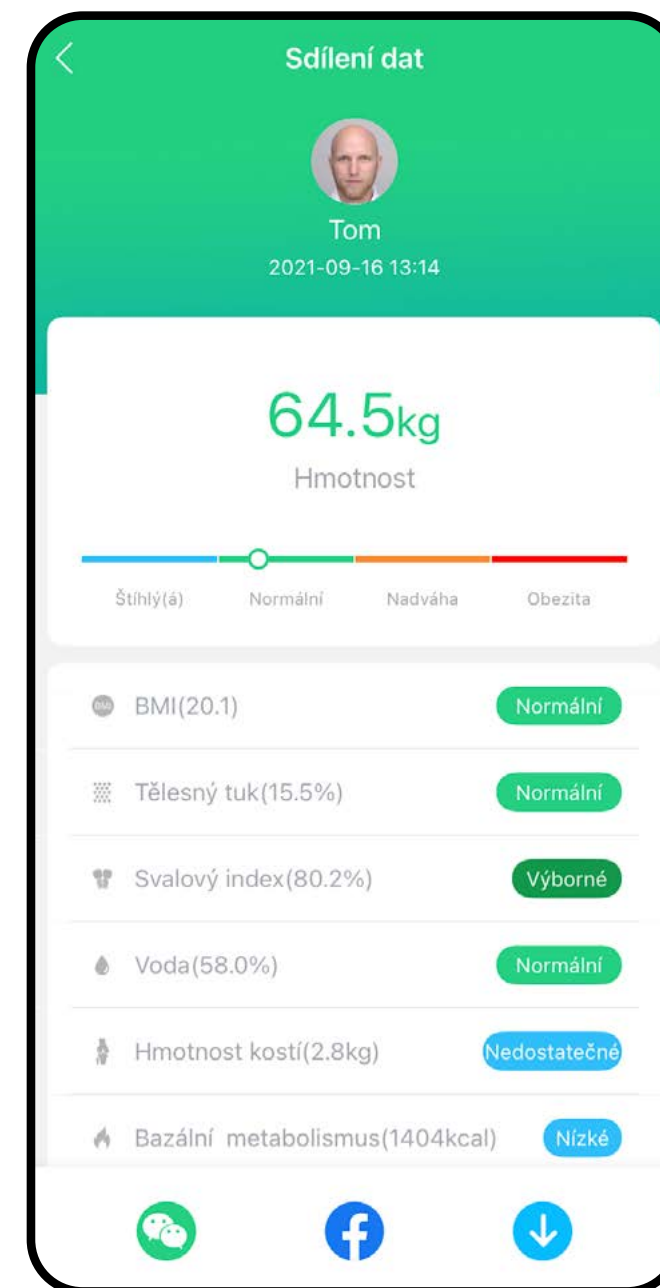 Sdílení dat
Tom
2021-09-16 13:14
64.5kg
Hmotnost
Štíhlý(á) Normální Nadváha Obezita
BMI(20.1) Normální
Tělesný tuk(15.5%) Normální
Svalový index(80.2%) Výborné
Voda(58.0%) Normální
Hmotnost kostí(2.8kg) Nedostatečné
Bazální metabolismus(1404kcal) Nízké